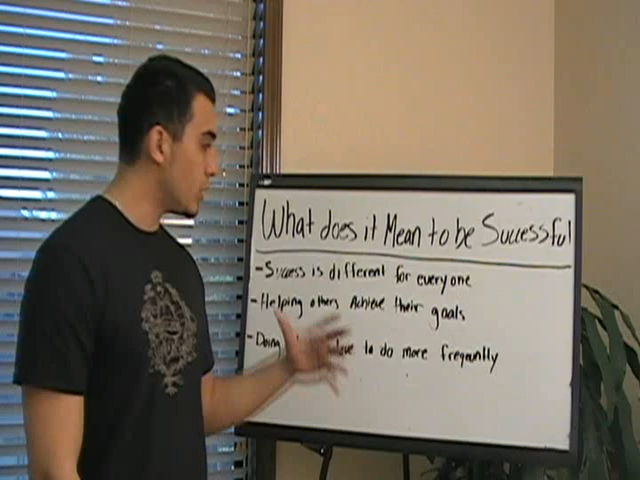 What does it Mean to be Successful
- Success is different for everyone
- Helping others Achieve their goals
- Doing love to do more frequently